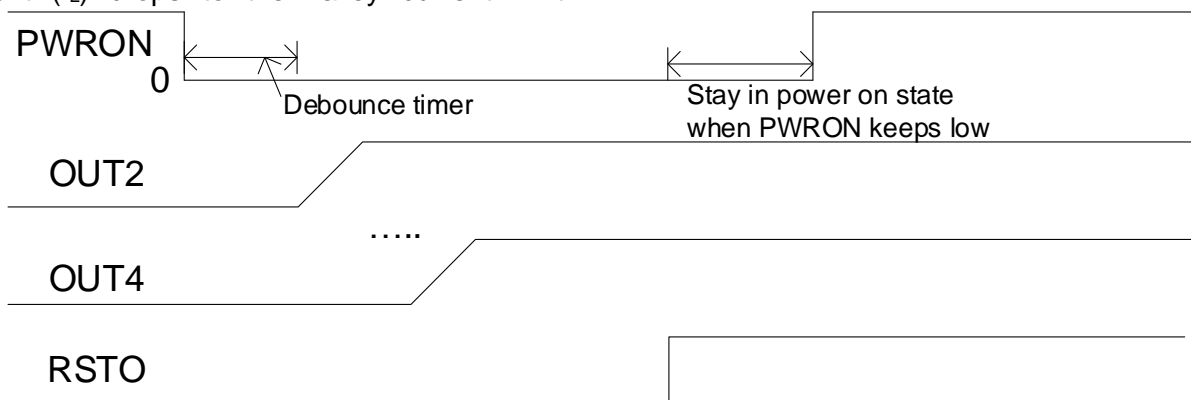 PWRON
0
Debounce timer
Stay in power on state
when PWRON keeps low
OUT2
.....
OUT4
RSTO